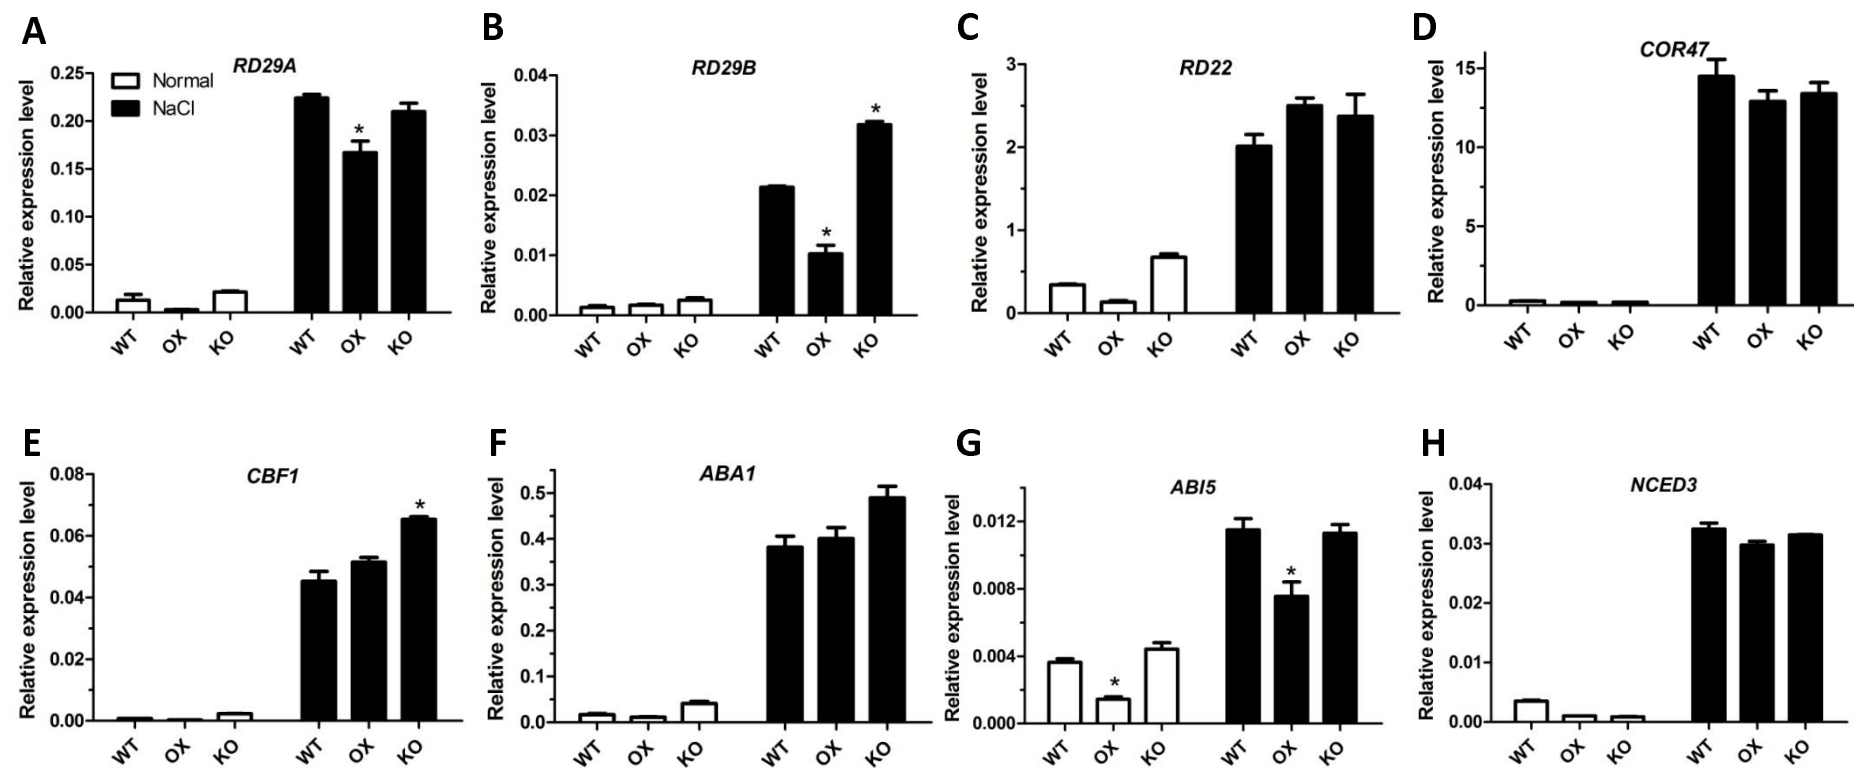 A
RD29A
Relative expression level
0.25
0.20
0.15
0.10
0.05
0.00
Normal
NaCl
*
WT OX KO WT OX KO
B
RD29B
Relative expression level
0.04
0.03
0.02
0.01
0.00
*
*
WT OX KO WT OX KO
C
RD22
Relative expression level
3
2
1
0
WT OX KO WT OX KO
D
COR47
Relative expression level
15
10
5
0
WT OX KO WT OX KO
E
CBF1
Relative expression level
0.08
0.06
0.04
0.02
0.00
*
WT OX KO WT OX KO
F
ABA1
Relative expression level
0.5
0.4
0.3
0.2
0.1
0.0
WT OX KO WT OX KO
G
ABI5
Relative expression level
0.012
0.008
0.004
0.000
*
*
WT OX KO WT OX KO
H
NCED3
Relative expression level
0.04
0.03
0.02
0.01
0.00
WT OX KO WT OX KO